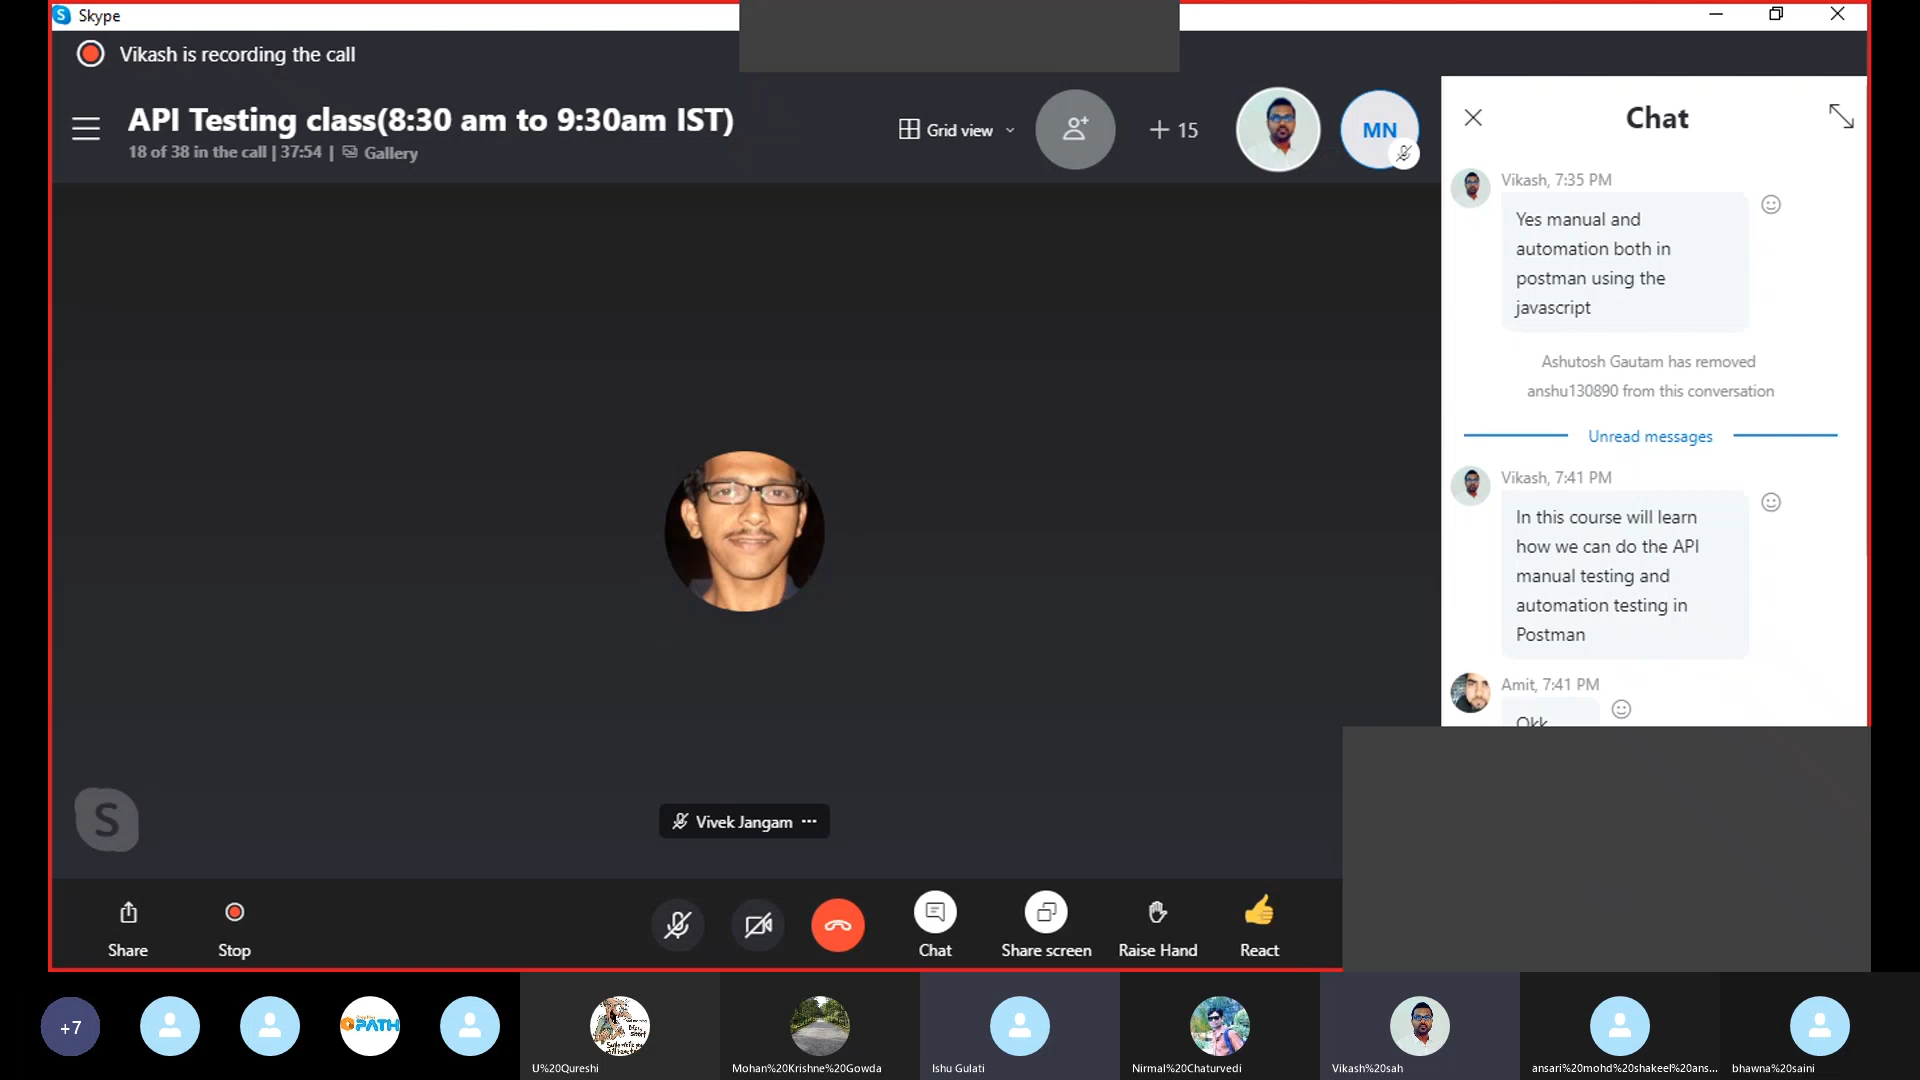 Skype
Vikash is recording the call
API Testing class(8:30 am to 9:30am IST)
18 of 38 in the call | 37:54 | Gallery
Grid view
+ 15
MN
Chat
Vikash, 7:35 PM
Yes manual and
automation both in
postman using the
javascript
Ashutosh Gautam has removed
anshu130890 from this conversation
Unread messages
Vikash, 7:41 PM
In this course will learn
how we can do the API
manual testing and
automation testing in
Postman
Amit, 7:41 PM
Okk
Vivek Jangam
Share
Stop
Chat
Share screen
Raise Hand
React
+7
PATH
U%20Qureshi
Mohan%20Krishne%20Gowda
Ishu Gulati
Nirmal%20Chaturvedi
Vikash%20sah
ansari%20mohd%20shakeel%20ans...
bhawna%20saini